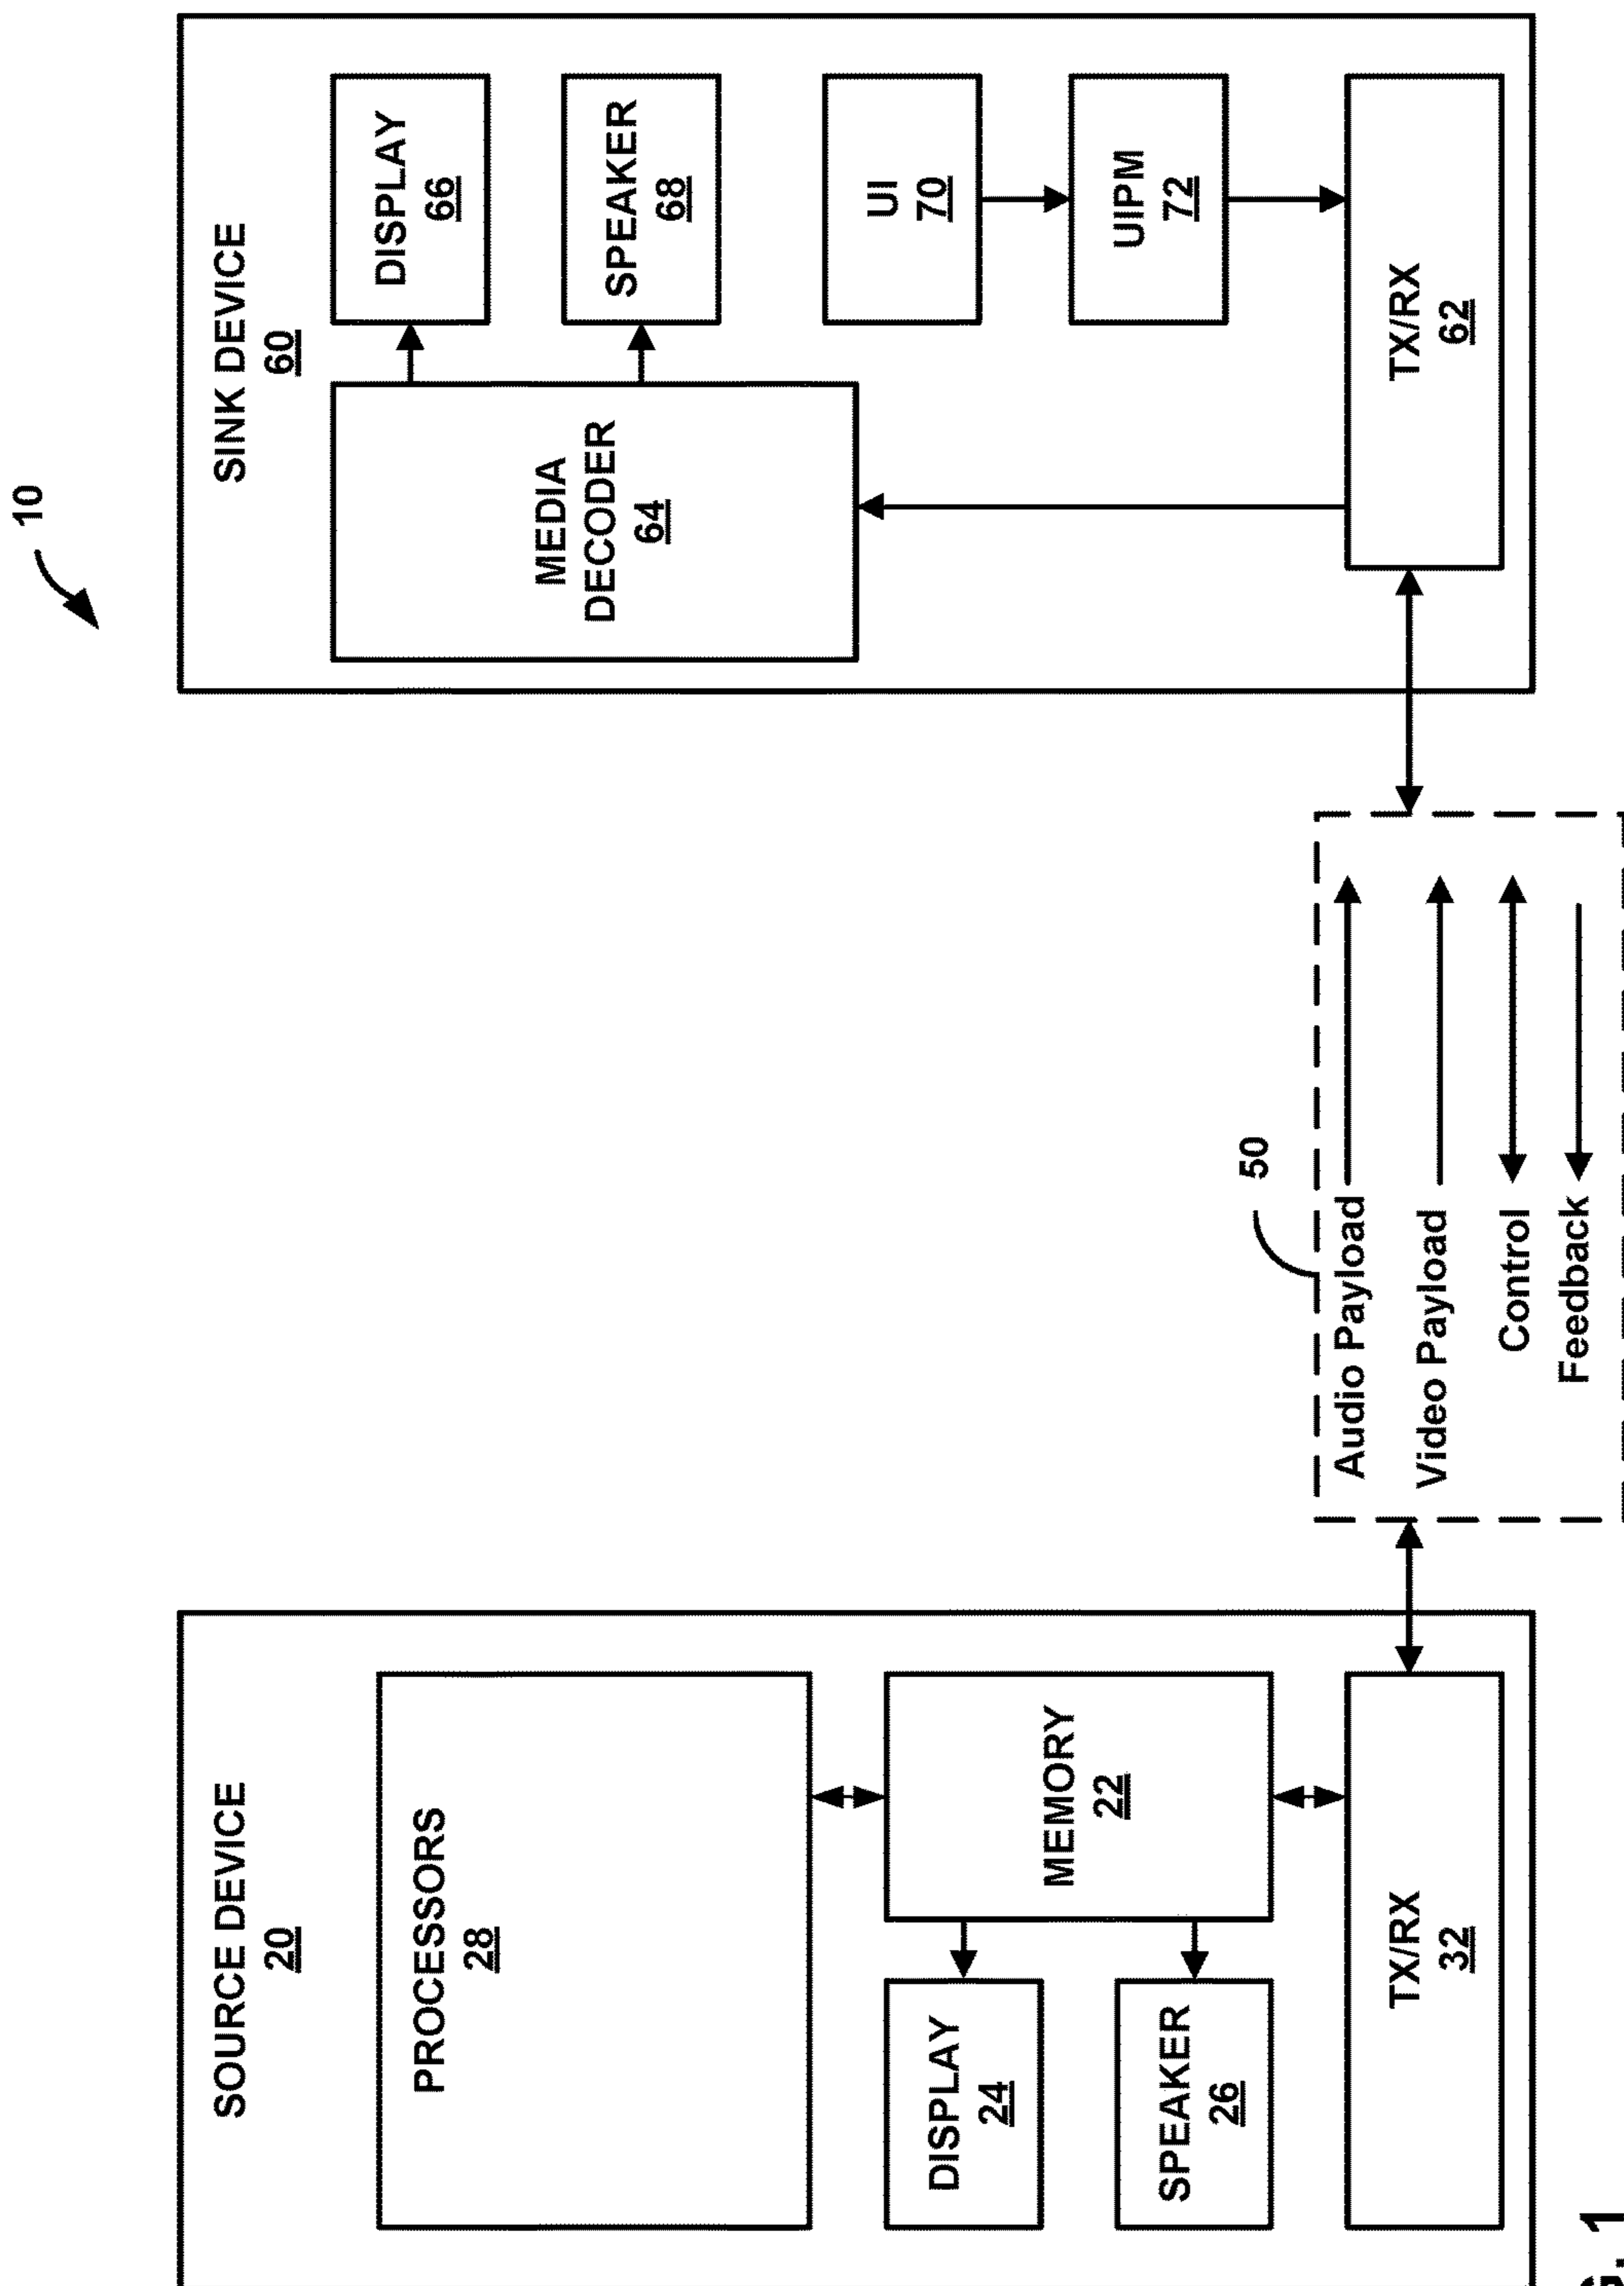 10
SOURCE DEVICE
20
PROCESSORS
28
MEMORY
22
DISPLAY
24
SPEAKER
26
TX/RX
32
50
Audio Payload
Video Payload
Control
Feedback
SINK DEVICE
60
MEDIA
DECODER
64
DISPLAY
66
SPEAKER
68
UI
70
UIPM
72
TX/RX
62
1